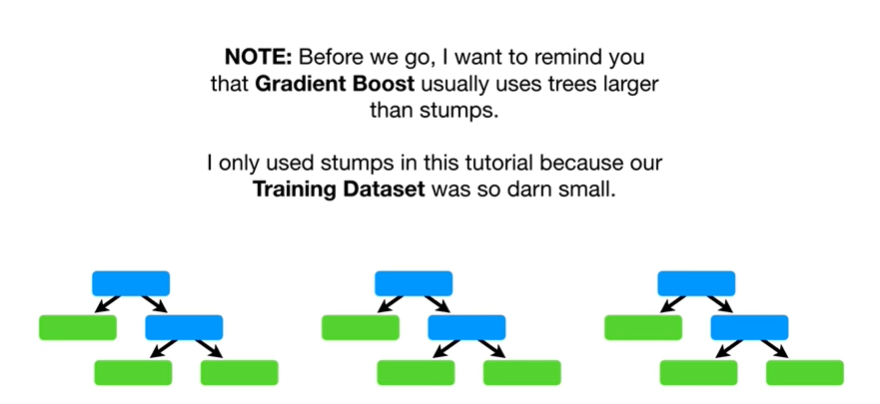 NOTE: Before we go, I want to remind you
that Gradient Boost usually uses trees larger
than stumps.
I only used stumps in this tutorial because our
Training Dataset was so darn small.